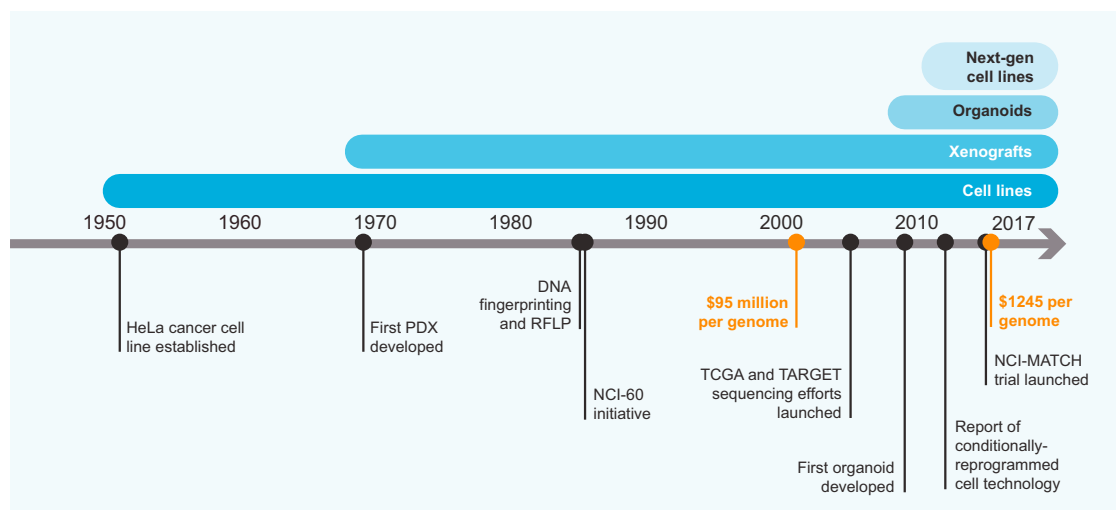 Next-gen
cell lines
Organoids
Xenografts
Cell lines
1950
1960
1970
1980
1990
2000
2010
2017
HeLa cancer cell
line established
First PDX
developed
DNA
fingerprinting
and RFLP
NCI-60
initiative
$95 million
per genome
TCGA and TARGET
sequencing efforts
launched
First organoid
developed
Report of
conditionally-
reprogrammed
cell technology
$1245 per
genome
NCI-MATCH
trial launched